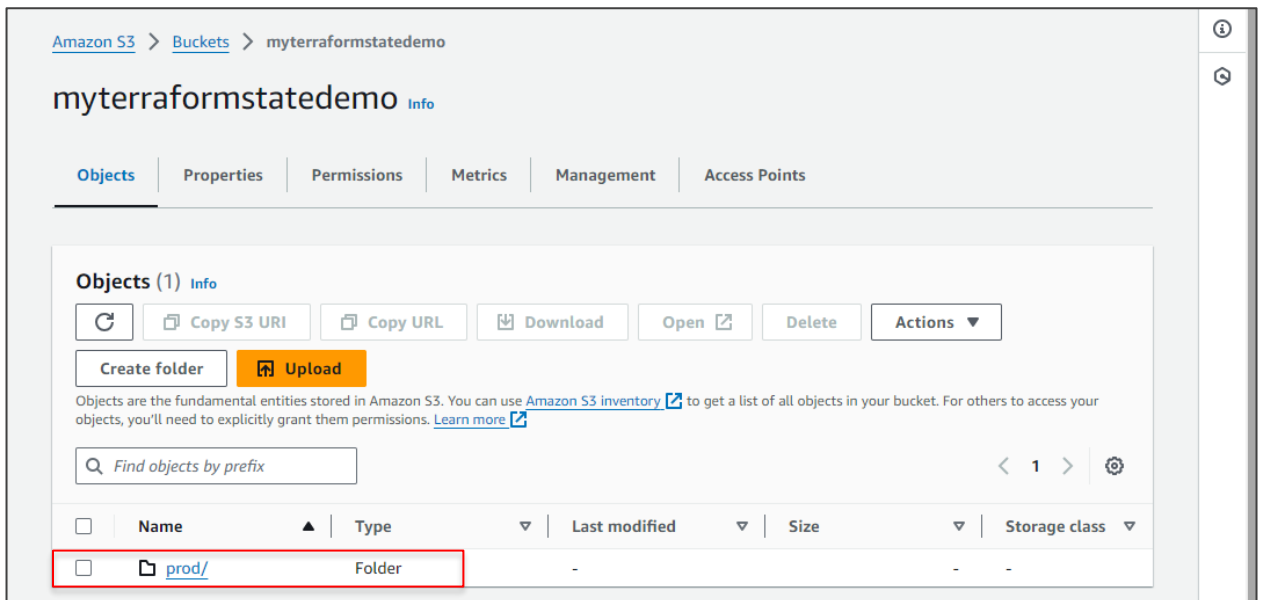 Amazon S3 > Buckets > myterraformstatedemo
myterraformstatedemo Info
Objects Properties Permissions Metrics Management Access Points
Objects (1) Info
Copy S3 URI Copy URL Download Open Delete Actions
Create folder Upload
Objects are the fundamental entities stored in Amazon S3. You can use Amazon S3 inventory to get a list of all objects in your bucket. For others to access your
objects, you'll need to explicitly grant them permissions. Learn more
Find objects by prefix < 1 >
Name Type Last modified Size Storage class
prod/ Folder - - -